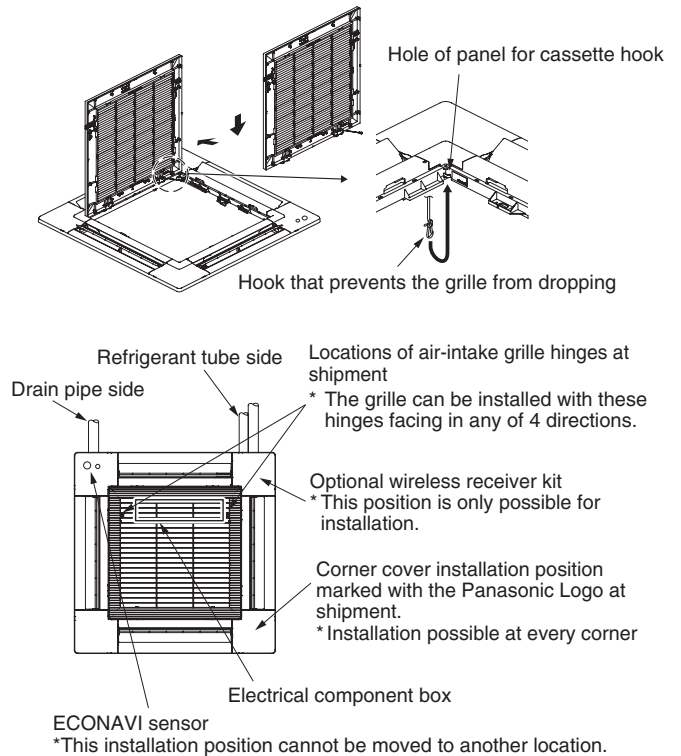 Hole of panel for cassette hook
Hook that prevents the grille from dropping
Refrigerant tube side
Drain pipe side
Locations of air-intake grille hinges at
shipment
* The grille can be installed with these
hinges facing in any of 4 directions.
Optional wireless receiver kit
* This position is only possible for
installation.
Corner cover installation position
marked with the Panasonic Logo at
shipment.
* Installation possible at every corner
Electrical component box
ECONAVI sensor
*This installation position cannot be moved to another location.